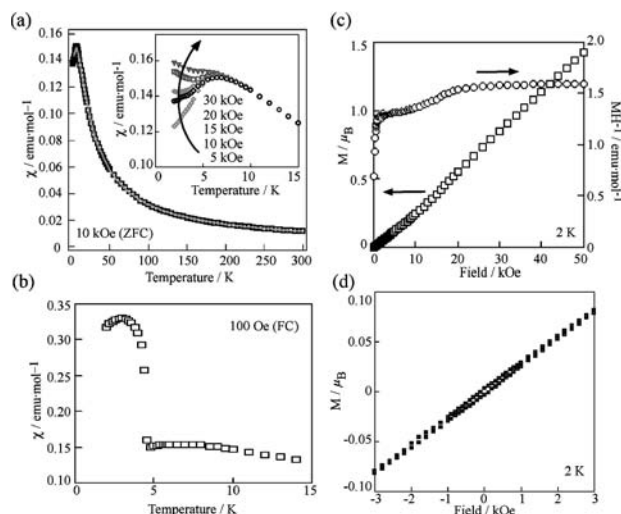 (a)
0.16
0.14
0.12
0.10
0.08
0.06
0.04
0.02
0
χ / emu·mol⁻¹
0 50 100 150 200 250 300
Temperature / K
10 kOe (ZFC)
0.16
0.14
0.12
0.10
χ / emu·mol⁻¹
30 kOe
20 kOe
15 kOe
10 kOe
5 kOe
0 5 10 15
Temperature / K
(b)
0.35
0.30
0.25
0.20
0.15
0.10
χ / emu·mol⁻¹
100 Oe (FC)
0 5 10 15
Temperature / K
(c)
1.5
1.0
0.5
0
M / μB
2.0
1.5
1.0
0.5
0
MH-¹ / emu·mol-¹
2 K
0 10 20 30 40 50
Field / kOe
(d)
0.10
0.05
0
-0.05
-0.10
M / μB
2 K
-3 -2 -1 0 1 2 3
Field / kOe